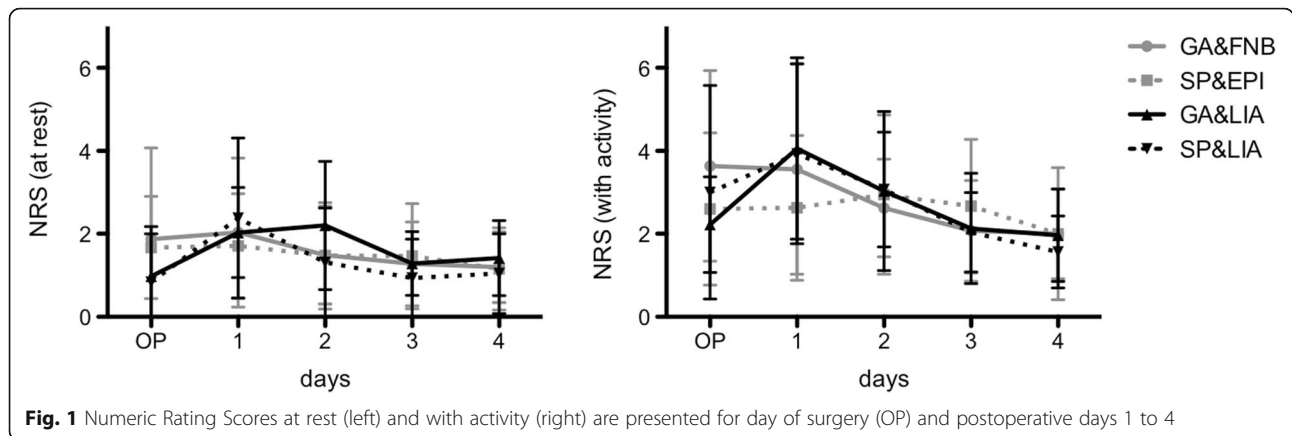 NRS (at rest)
6
4
2
0
OP 1 2 3 4
days
NRS (with activity)
6
4
2
0
OP 1 2 3 4
days
GA&FNB
SP&EPI
GA&LIA
SP&LIA
Fig. 1 Numeric Rating Scores at rest (left) and with activity (right) are presented for day of surgery (OP) and postoperative days 1 to 4